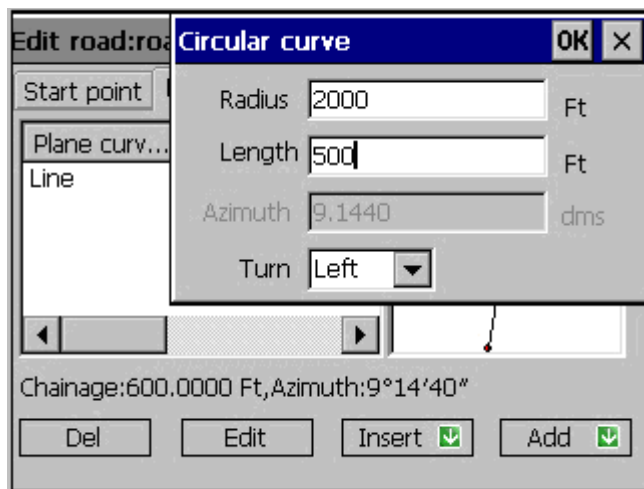 Edit road:roa
Circular curve OK ×
Start point
Radius 2000 Ft
Plane curv...
Length 500 Ft
Line
Azimuth 9.1440 dms
Turn Left
Chainage:600.0000 Ft,Azimuth:9°14'40"
Del Edit Insert Add